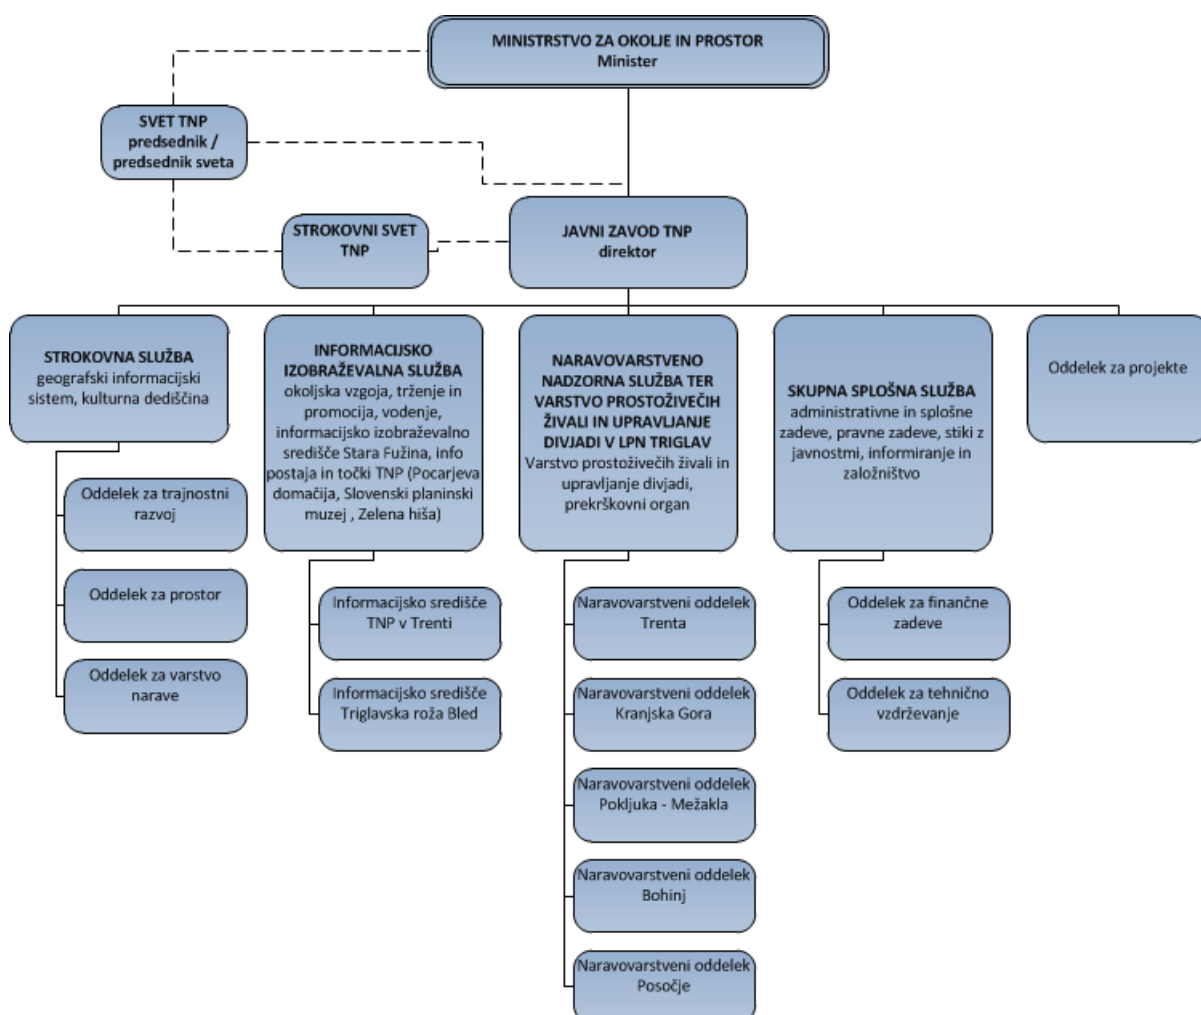 MINISTRSTVO ZA OKOLJE IN PROSTOR
Minister
SVET TNP
predsednik /
predsednik sveta
STROKOVNI SVET
TNP
JAVNI ZAVOD TNP
direktor
STROKOVNA SLUŽBA
geografski informacijski
sistem, kulturna dediščina
Oddelek za trajnostni
razvoj
Oddelek za prostor
Oddelek za varstvo
narave
INFORMACIJSKO
IZOBRAŽEVALNA SLUŽBA
okoljska vzgoja, trženje in
promocija, vodenje,
informacijsko izobraževalno
središče Stara Fužina, info
postaja in točki TNP (Pocarjeva
domačija, Slovenski planinski
muzej , Zelena hiša)
Informacijsko središče
TNP v Trenti
Informacijsko središče
Triglavska roža Bled
NARAVOVARSTVENO
NADZORNA SLUŽBA TER
VARSTVO PROSTOŽIVEČIH
ŽIVALI IN UPRAVLJANJE
DIVJADI V LPN TRIGLAV
Varstvo prostoživečih živali in
upravljanje divjadi,
prekrškovni organ
Naravovarstveni oddelek
Trenta
Naravovarstveni oddelek
Kranjska Gora
Naravovarstveni oddelek
Pokljuka - Mežakla
Naravovarstveni oddelek
Bohinj
Naravovarstveni oddelek
Posočje
SKUPNA SPLOŠNA SLUŽBA
administrativne in splošne
zadeve, pravne zadeve, stiki z
javnostmi, informiranje in
založništvo
Oddelek za finančne
zadeve
Oddelek za tehnično
vzdrževanje
Oddelek za projekte